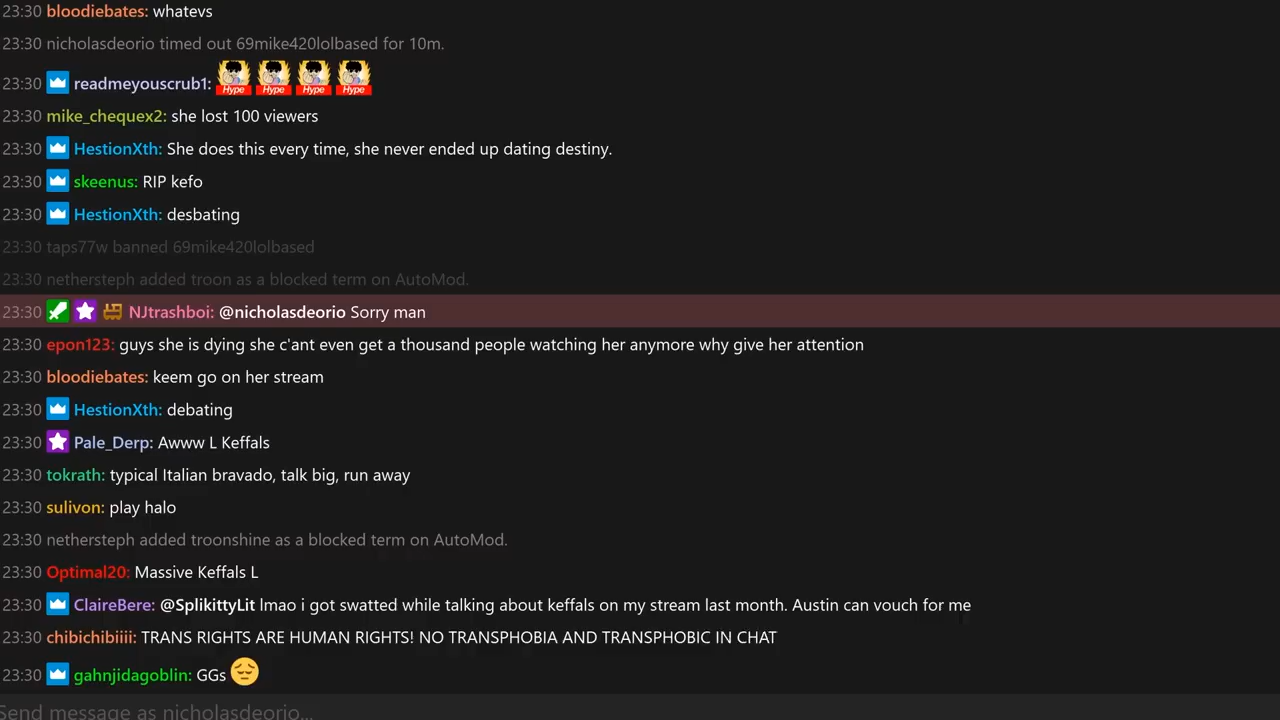 23:30 bloodiebates: whatevs
23:30 nicholasdeorio timed out 69mike420lolbased for 10m.
23:30 readmeyouscrub1: Hype Hype Hype Hype
23:30 mike_chequex2: she lost 100 viewers
23:30 HestionXth: She does this every time, she never ended up dating destiny.
23:30 skeenus: RIP kefo
23:30 HestionXth: desbating
23:30 taps77w banned 69mike420lolbased
23:30 nethersteph added troon as a blocked term on AutoMod.
23:30 NJtrashboi: @nicholasdeorio Sorry man
23:30 epon123: guys she is dying she c'ant even get a thousand people watching her anymore why give her attention
23:30 bloodiebates: keem go on her stream
23:30 HestionXth: debating
23:30 Pale_Derp: Awww L Keffals
23:30 tokrath: typical Italian bravado, talk big, run away
23:30 sulivon: play halo
23:30 nethersteph added troonshine as a blocked term on AutoMod.
23:30 Optimal20: Massive Keffals L
23:30 ClaireBere: @SplikittyLit lmao i got swatted while talking about keffals on my stream last month. Austin can vouch for me
23:30 chibichibiiii: TRANS RIGHTS ARE HUMAN RIGHTS! NO TRANSPHOBIA AND TRANSPHOBIC IN CHAT
23:30 gahnjidagoblin: GGs
Send message as nicholasdeorio...